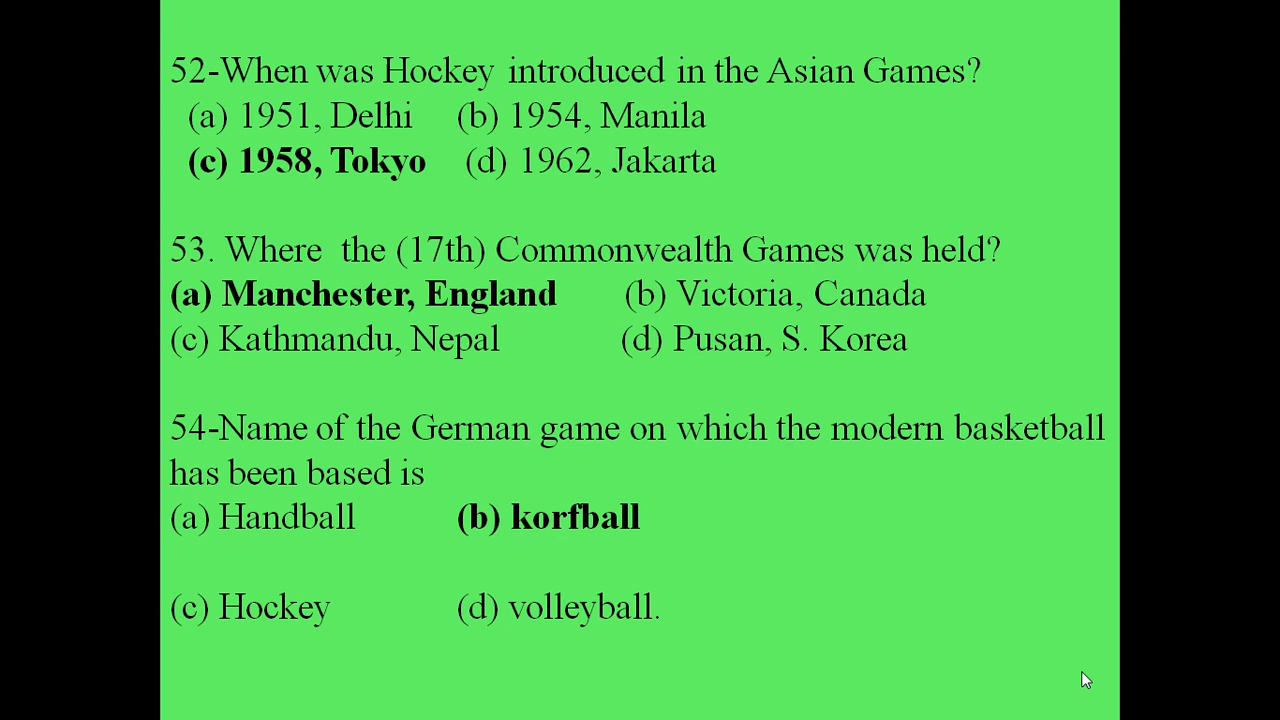 52-When was Hockey introduced in the Asian Games?
(a) 1951, Delhi (b) 1954, Manila
(c) 1958, Tokyo (d) 1962, Jakarta
53. Where the (17th) Commonwealth Games was held?
(a) Manchester, England (b) Victoria, Canada
(c) Kathmandu, Nepal (d) Pusan, S. Korea
54-Name of the German game on which the modern basketball
has been based is
(a) Handball (b) korfball
(c) Hockey (d) volleyball.